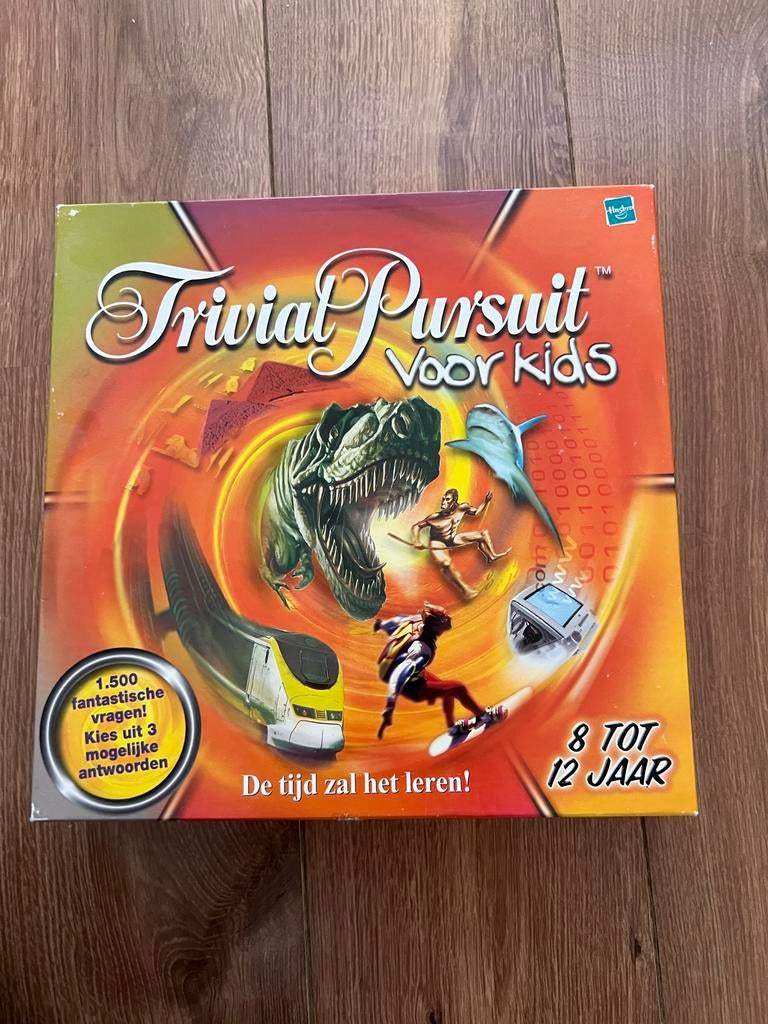 Hasbro
Trivial Pursuit™
voor kids
.com
1.500
fantastische
vragen!
Kies uit 3
mogelijke
antwoorden
De tijd zal het leren!
8 TOT
12 JAAR